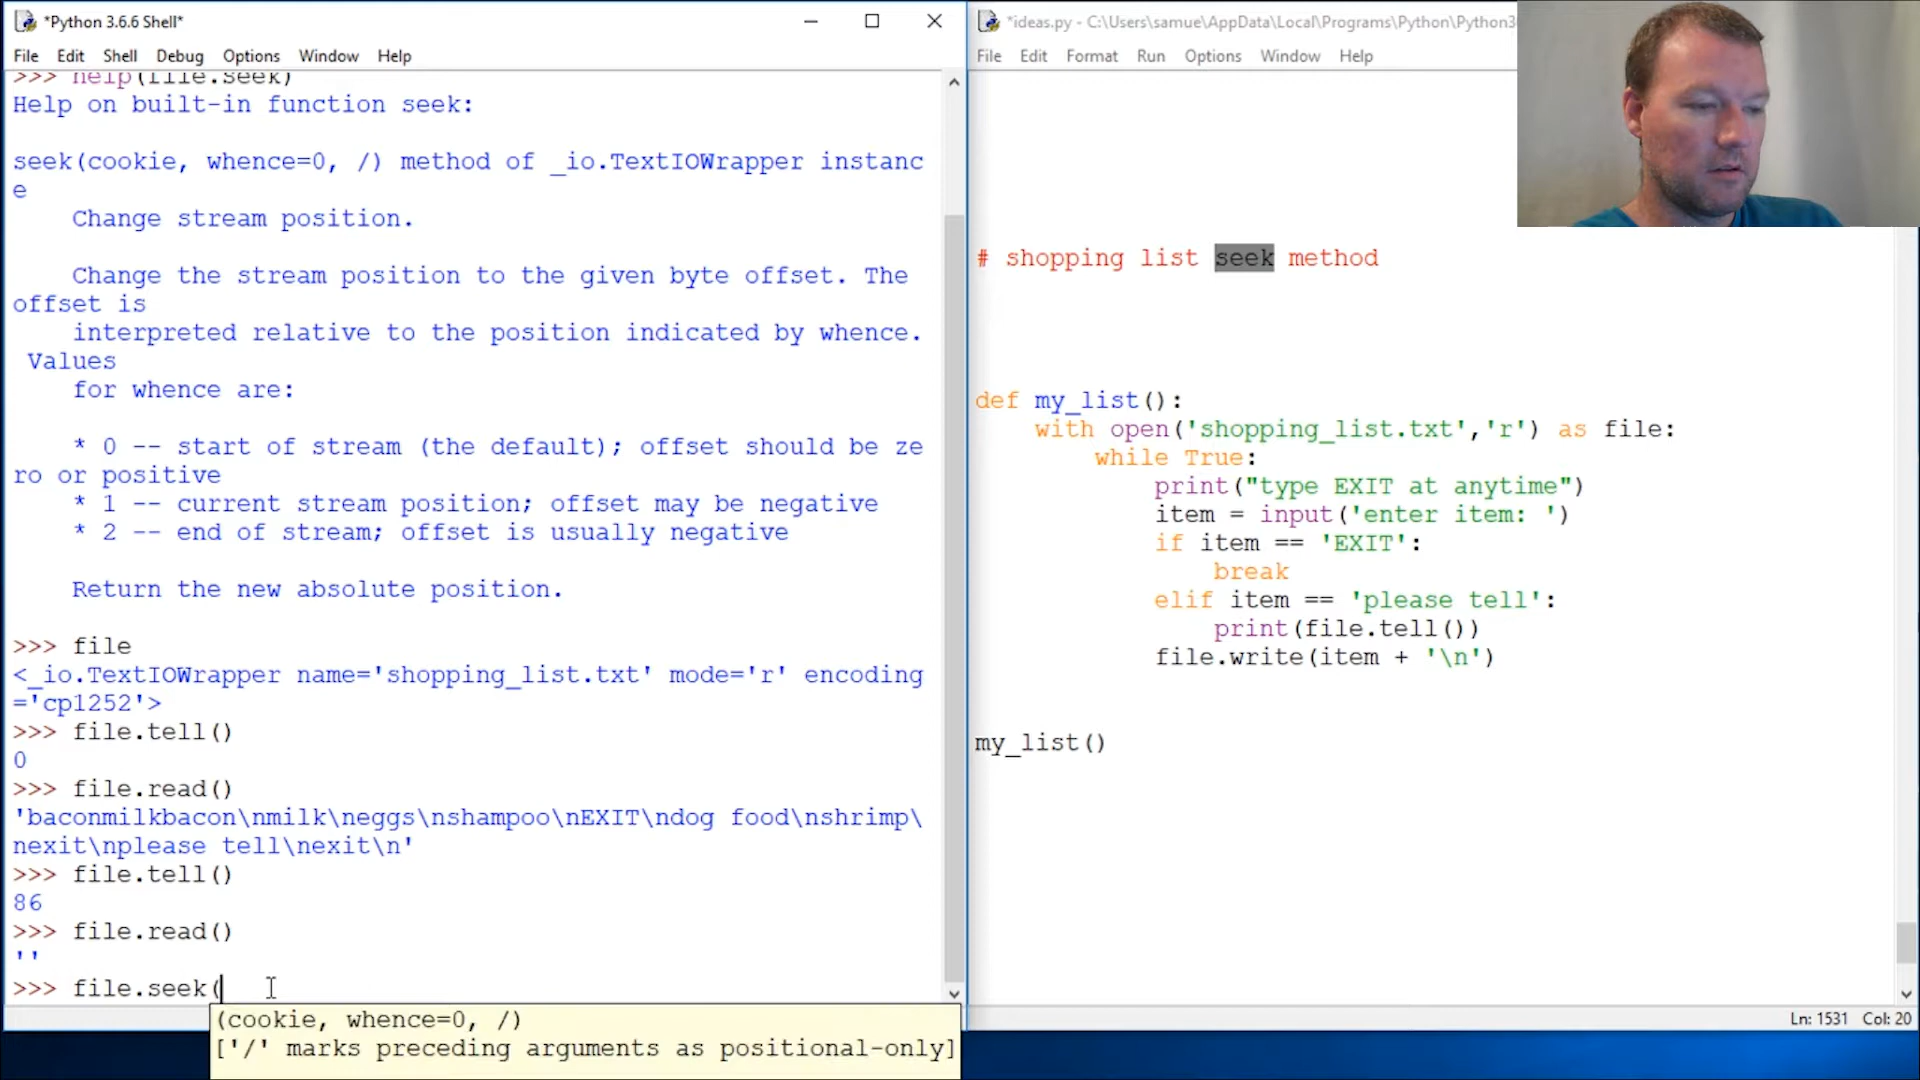 *Python 3.6.6 Shell*
File Edit Shell Debug Options Window Help
>>> help(file.seek)
Help on built-in function seek:
seek(cookie, whence=0, /) method of _io.TextIOWrapper instanc
e
Change stream position.
Change the stream position to the given byte offset. The
offset is
interpreted relative to the position indicated by whence.
Values
for whence are:
* 0 -- start of stream (the default); offset should be ze
ro or positive
* 1 -- current stream position; offset may be negative
* 2 -- end of stream; offset is usually negative
Return the new absolute position.
>>> file
<_io.TextIOWrapper name='shopping_list.txt' mode='r' encoding
='cp1252'>
>>> file.tell()
0
>>> file.read()
'baconmilkbacon\nmilk\neggs\nshampoo\nEXIT\ndog food\nshrimp\
nexit\nplease tell\nexit\n'
>>> file.tell()
86
>>> file.read()
''
>>> file.seek(
(cookie, whence=0, /)
['/' marks preceding arguments as positional-only]
*ideas.py - C:\Users\samue\AppData\Local\Programs\Python\Python3
File Edit Format Run Options Window Help
# shopping list seek method
def my_list():
with open('shopping_list.txt','r') as file:
while True:
print("type EXIT at anytime")
item = input('enter item: ')
if item == 'EXIT':
break
elif item == 'please tell':
print(file.tell())
file.write(item + '\n')
my_list()
Ln: 1531 Col: 20